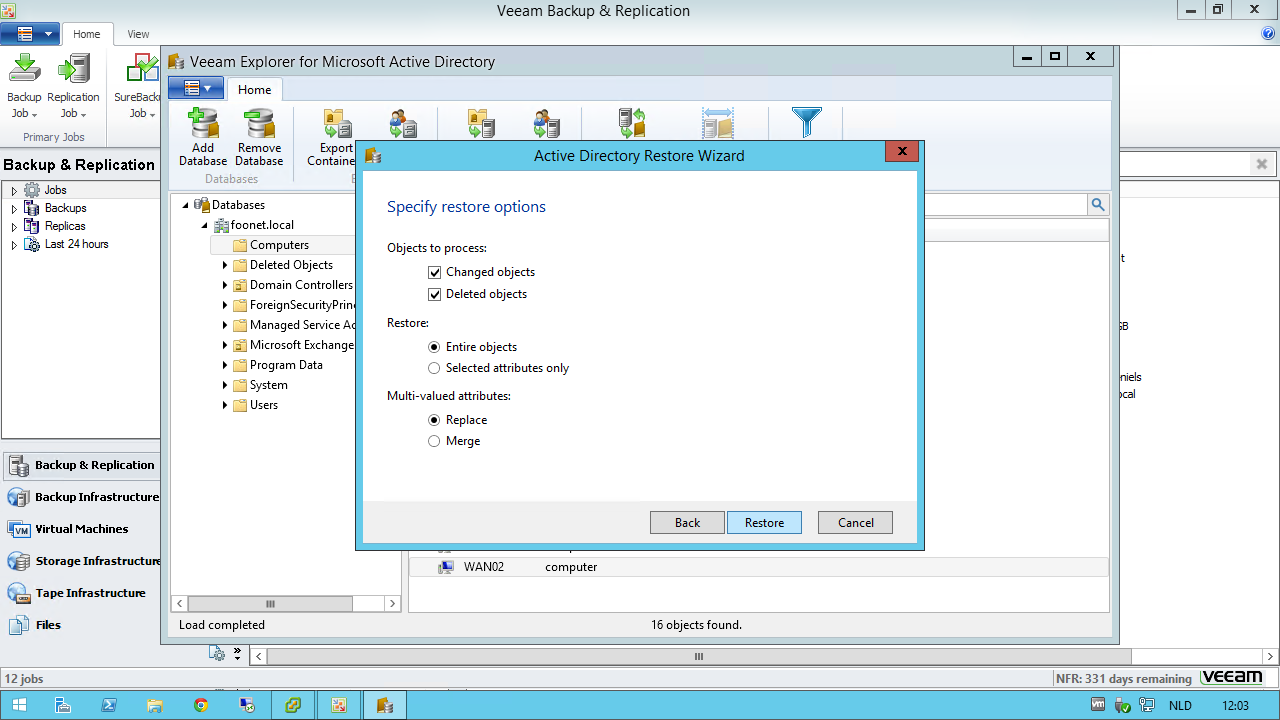 Veeam Backup & Replication
Home
View
Backup Job
Replication Job
SureBackup
Job
Primary Jobs
Backup & Replication
Jobs
Backups
Replicas
Last 24 hours
Backup & Replication
Backup Infrastructure
Virtual Machines
Storage Infrastructure
Tape Infrastructure
Files
12 jobs
NFR: 331 days remaining
veeam
Veeam Explorer for Microsoft Active Directory
Home
Add Database
Remove Database
Export
Databases
Databases
foonet.local
Computers
Deleted Objects
Domain Controllers
ForeignSecurityPrinc
Managed Service Ac
Microsoft Exchange
Program Data
System
Users
WAN02 computer
Load completed
16 objects found.
Active Directory Restore Wizard
Specify restore options
Objects to process:
Changed objects
Deleted objects
Restore:
Entire objects
Selected attributes only
Multi-valued attributes:
Replace
Merge
Back
Restore
Cancel
NLD
12:03